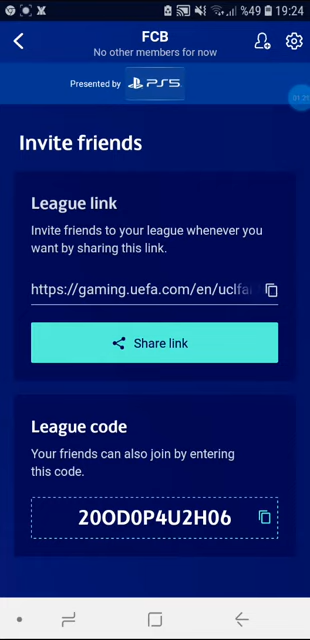 %49 19:24
FCB
No other members for now
Presented by PS5
Invite friends
League link
Invite friends to your league whenever you
want by sharing this link.
https://gaming.uefa.com/en/uclfa
Share link
League code
Your friends can also join by entering
this code.
20OD0P4U2H06